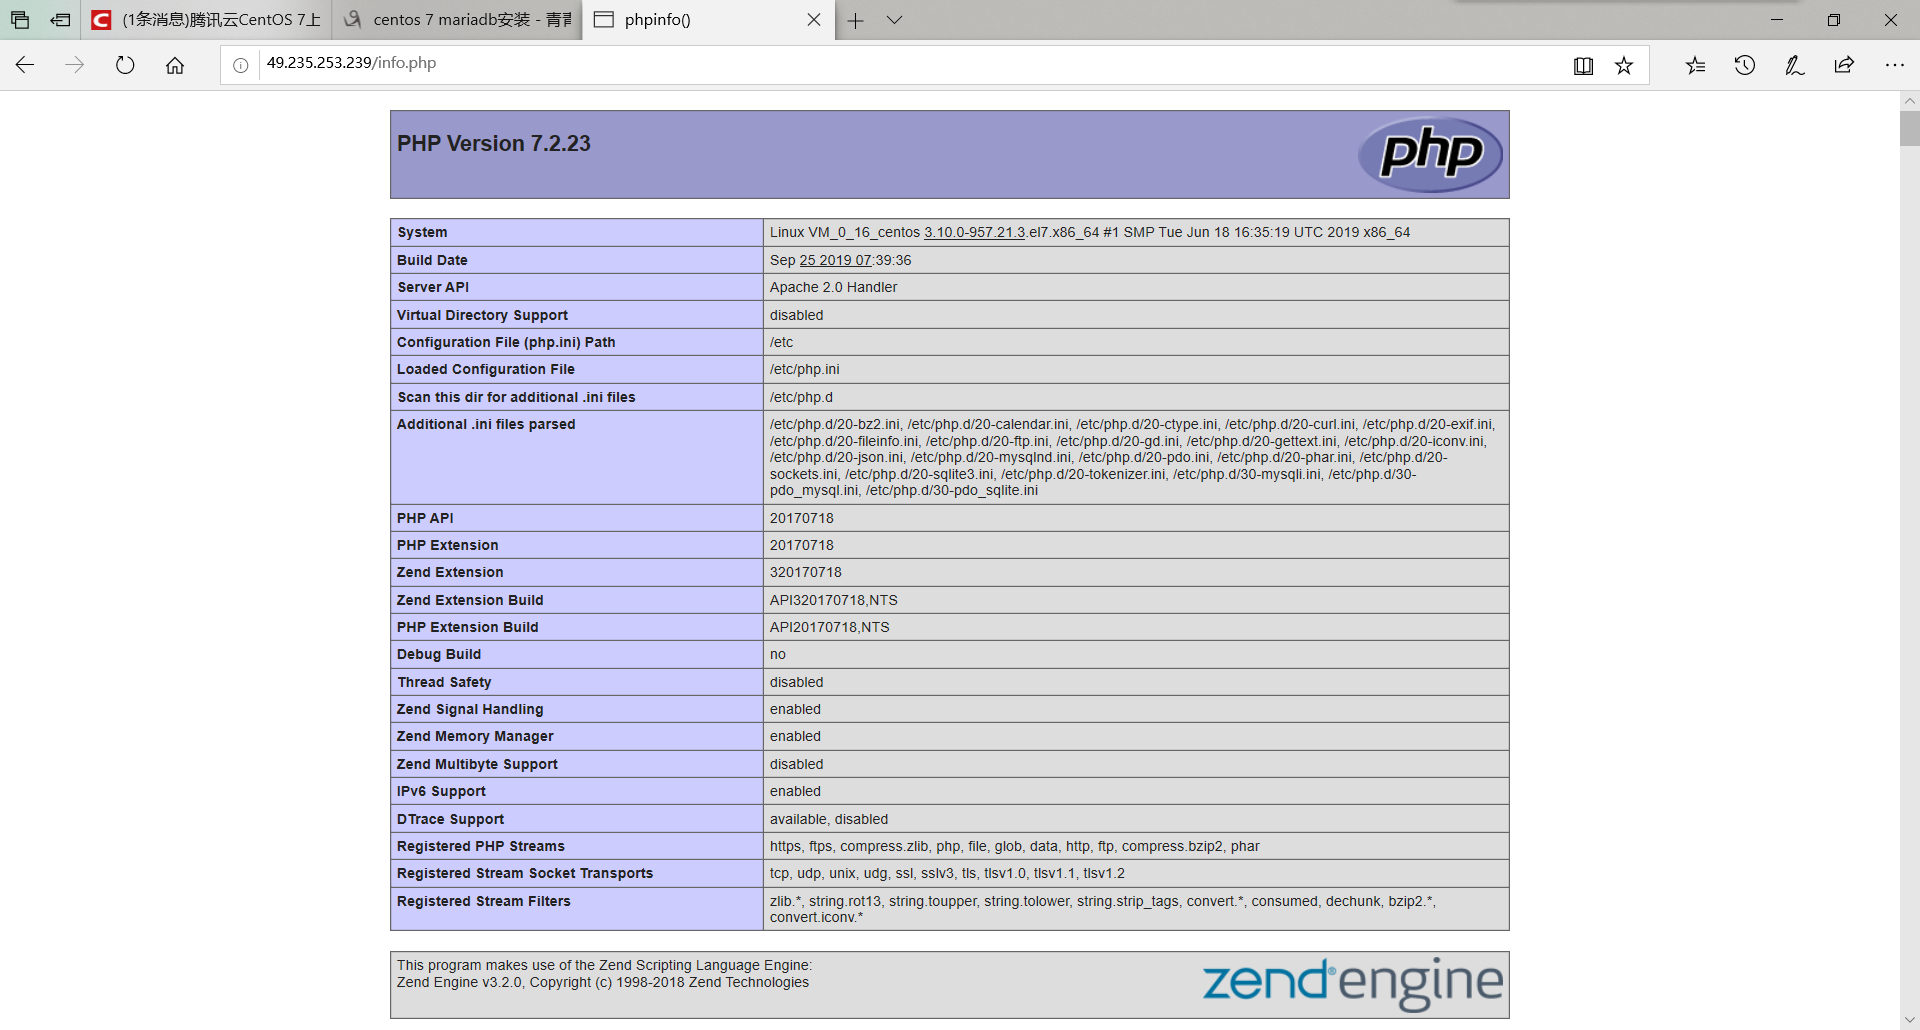 (1条消息)腾讯云CentOS 7上
centos 7 mariadb安装 - 青青
phpinfo()
49.235.253.239/info.php
PHP Version 7.2.23
php
System Linux VM_0_16_centos 3.10.0-957.21.3.el7.x86_64 #1 SMP Tue Jun 18 16:35:19 UTC 2019 x86_64
Build Date Sep 25 2019 07:39:36
Server API Apache 2.0 Handler
Virtual Directory Support disabled
Configuration File (php.ini) Path /etc
Loaded Configuration File /etc/php.ini
Scan this dir for additional .ini files /etc/php.d
Additional .ini files parsed /etc/php.d/20-bz2.ini, /etc/php.d/20-calendar.ini, /etc/php.d/20-ctype.ini, /etc/php.d/20-curl.ini, /etc/php.d/20-exif.ini,
/etc/php.d/20-fileinfo.ini, /etc/php.d/20-ftp.ini, /etc/php.d/20-gd.ini, /etc/php.d/20-gettext.ini, /etc/php.d/20-iconv.ini,
/etc/php.d/20-json.ini, /etc/php.d/20-mysqlnd.ini, /etc/php.d/20-pdo.ini, /etc/php.d/20-phar.ini, /etc/php.d/20-
sockets.ini, /etc/php.d/20-sqlite3.ini, /etc/php.d/20-tokenizer.ini, /etc/php.d/30-mysqli.ini, /etc/php.d/30-
pdo_mysql.ini, /etc/php.d/30-pdo_sqlite.ini
PHP API 20170718
PHP Extension 20170718
Zend Extension 320170718
Zend Extension Build API320170718,NTS
PHP Extension Build API20170718,NTS
Debug Build no
Thread Safety disabled
Zend Signal Handling enabled
Zend Memory Manager enabled
Zend Multibyte Support disabled
IPv6 Support enabled
DTrace Support available, disabled
Registered PHP Streams https, ftps, compress.zlib, php, file, glob, data, http, ftp, compress.bzip2, phar
Registered Stream Socket Transports tcp, udp, unix, udg, ssl, sslv3, tls, tlsv1.0, tlsv1.1, tlsv1.2
Registered Stream Filters zlib.*, string.rot13, string.toupper, string.tolower, string.strip_tags, convert.*, consumed, dechunk, bzip2.*,
convert.iconv.*
This program makes use of the Zend Scripting Language Engine:
Zend Engine v3.2.0, Copyright (c) 1998-2018 Zend Technologies
zend® engine